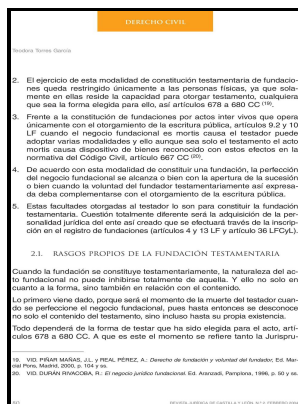 DERECHO CIVIL
Teodora Torres García
2. El ejercicio de esta modalidad de constitución testamentaria de fundacio-
nes queda restringido únicamente a las personas físicas, ya que sola-
mente en ellas reside la capacidad para otorgar testamento, cualquiera
que sea la forma elegida para ello, así artículos 678 a 680 CC (19).
3. Frente a la constitución de fundaciones por actos inter vivos que opera
únicamente con el otorgamiento de la escritura pública, artículos 9.2 y 10
LF cuando el negocio fundacional es mortis causa el testador puede
adoptar varias modalidades y ello aunque sea solo el testamento el acto
mortis causa dispositivo de bienes reconocido con estos efectos en la
normativa del Código Civil, artículo 667 CC (20).
4. De acuerdo con esta modalidad de constituir una fundación, la perfección
del negocio fundacional se alcanza o bien con la apertura de la sucesión
o bien cuando la voluntad del fundador testamentariamente así expresa-
da deba complementarse con el otorgamiento de la escritura pública.
5. Estas facultades otorgadas al testador lo son para constituir la fundación
testamentaria. Cuestión totalmente diferente será la adquisición de la per-
sonalidad jurídica del ente así creado que se efectuará través de la inscrip-
ción en el registro de fundaciones (artículos 4 y 13 LF y artículo 36 LFCyL).
2.1. RASGOS PROPIOS DE LA FUNDACIÓN TESTAMENTARIA
Cuando la fundación se constituye testamentariamente, la naturaleza del ac-
to fundacional no puede inhibirse totalmente de aquella. Y ello no solo en
cuanto a la forma, sino también en relación con el contenido.
Lo primero viene dado, porque será el momento de la muerte del testador cuan-
do se perfeccione el negocio fundacional, pues hasta entonces se desconoce
no solo el contenido del testamento, sino incluso hasta su propia existencia.
Todo dependerá de la forma de testar que ha sido elegida para el acto, artí-
culos 678 a 680 CC. A que es este el momento se refiere tanto la Jurispru-
19. VID. PIÑAR MAÑAS, J.L. y REAL PÉREZ, A.: Derecho de fundación y voluntad del fundador, Ed. Mar-
cial Pons, Madrid, 2000, p. 104 y ss.
20. VID. DURÁN RIVACOBA, R.: El negocio jurídico fundacional. Ed. Aranzadi, Pamplona, 1996, p. 50 y ss.
REVISTA JURÍDICA DE CASTILLA Y LEÓN. N.º 6. FEBRERO 2004